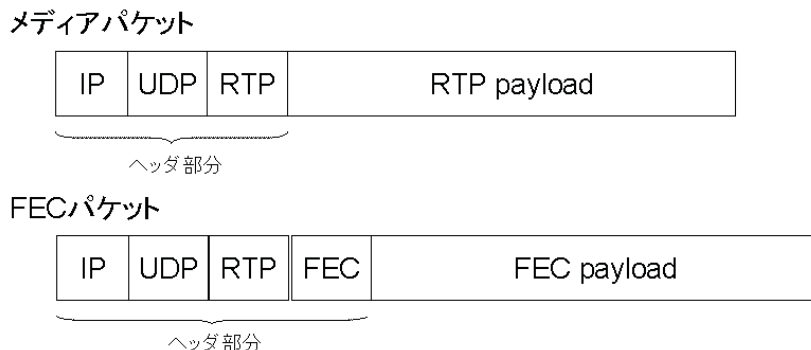 メディアパケット
IP UDP RTP RTP payload
ヘッダ部分
FECパケット
IP UDP RTP FEC FEC payload
ヘッダ部分